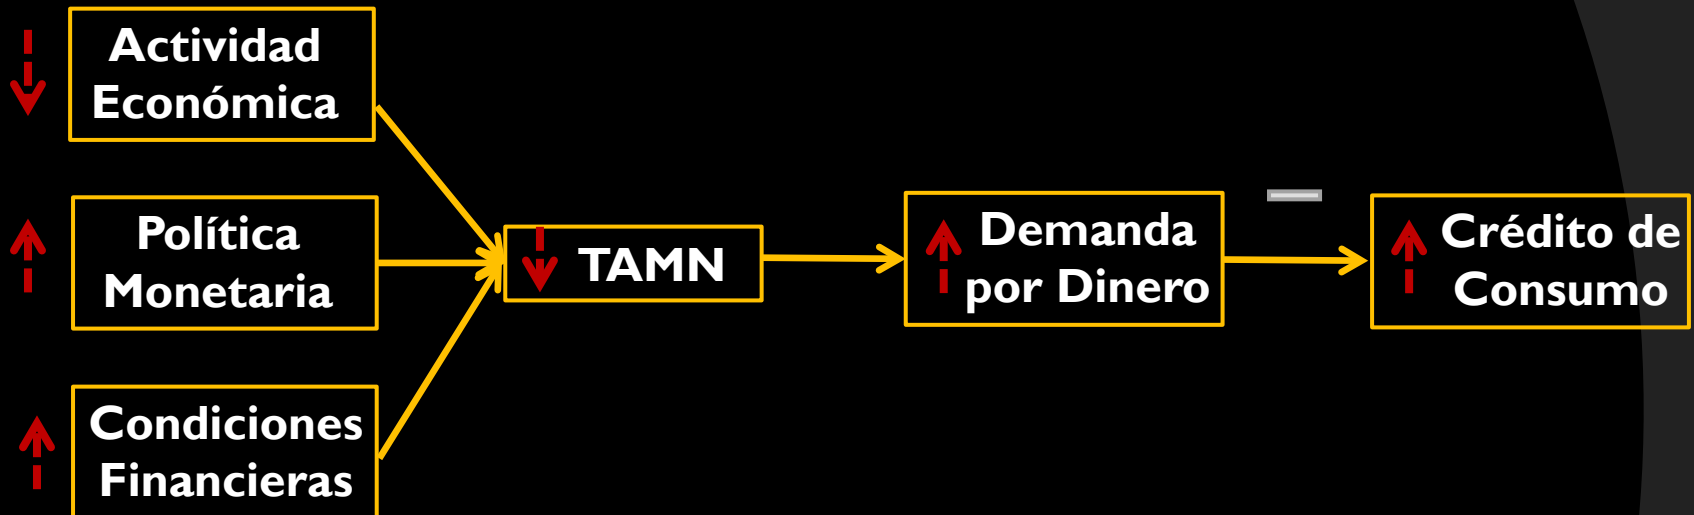 Actividad
Económica
Política
Monetaria
Condiciones
Financieras
TAMN
Demanda
por Dinero
Crédito de
Consumo